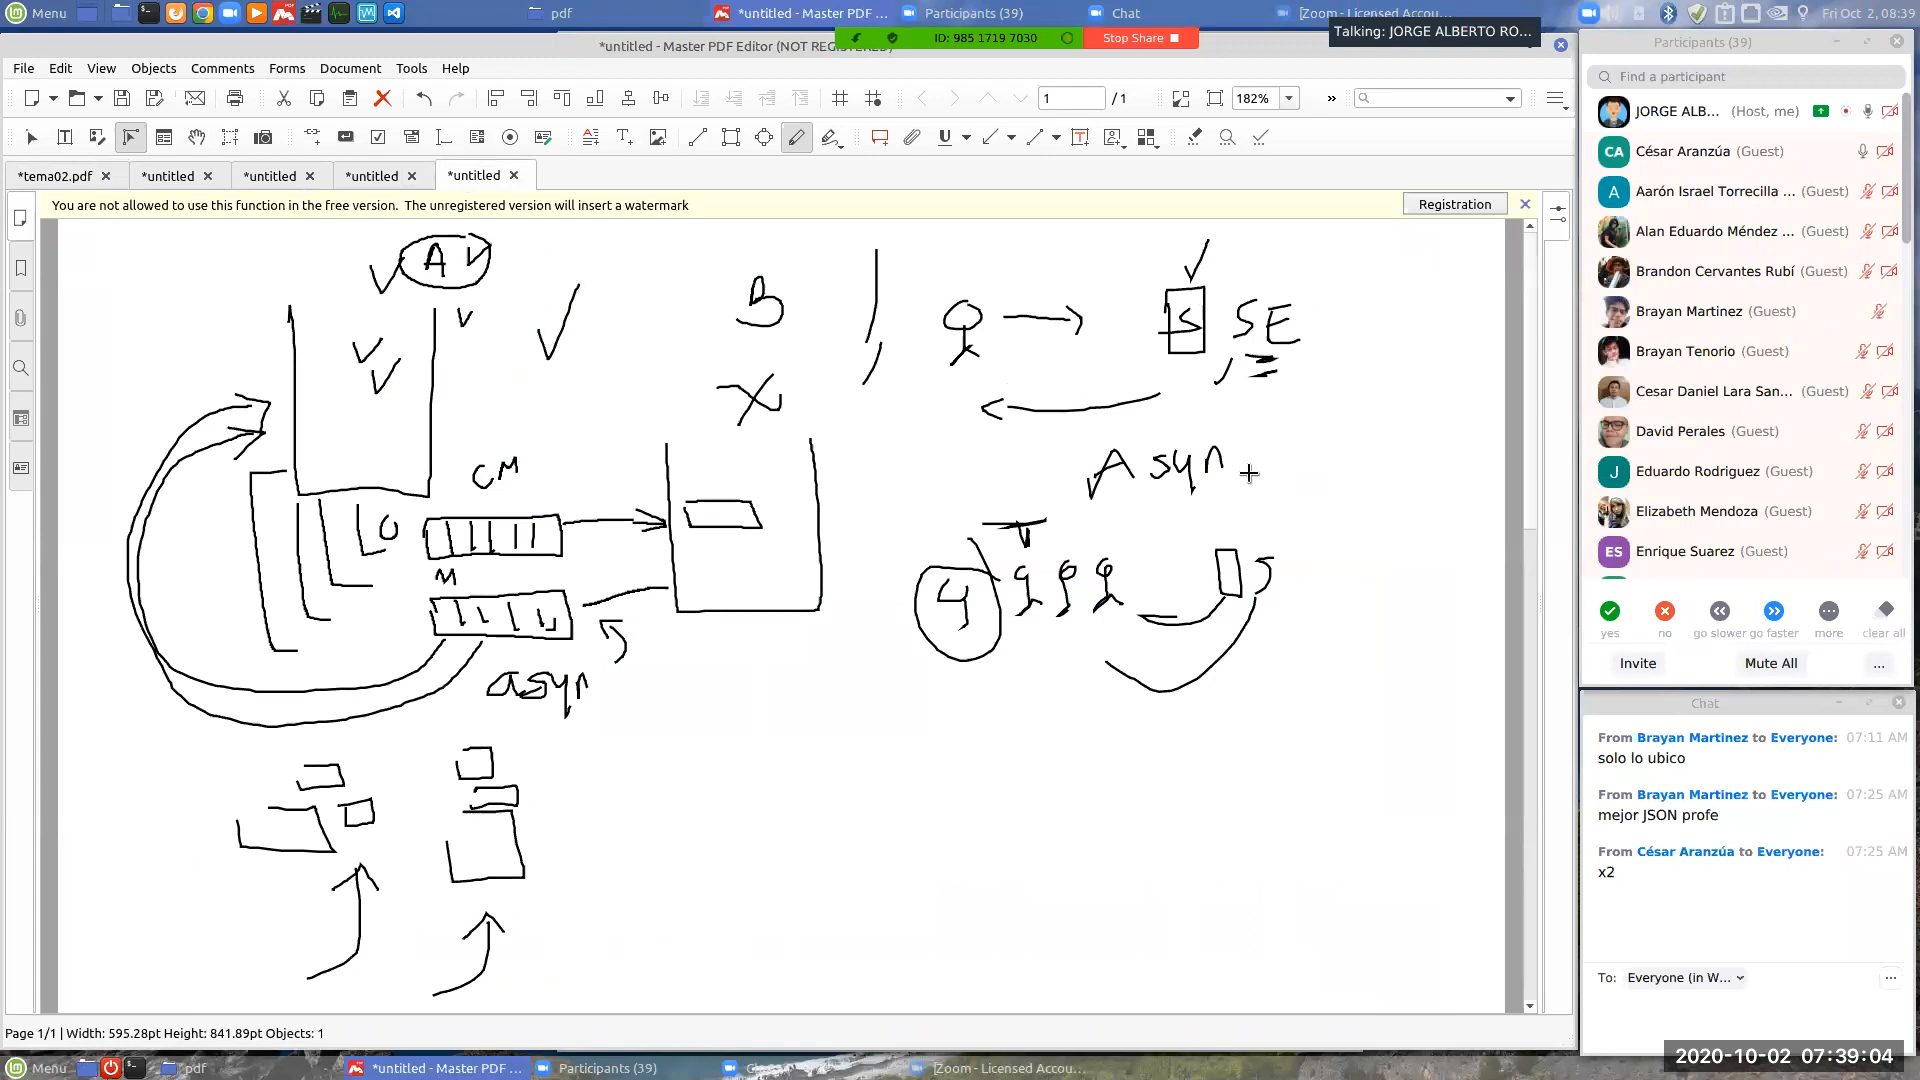 Menu
pdf
*untitled - Master PDF ...
Participants (39)
Chat
[Zoom - Licensed Accou...
Fri Oct 2, 08:39
*untitled - Master PDF Editor (NOT REGISTERED)
ID: 985 1719 7030
Stop Share
Talking: JORGE ALBERTO RO...
File Edit View Objects Comments Forms Document Tools Help
1 / 1
182%
*tema02.pdf
*untitled
*untitled
*untitled
*untitled
You are not allowed to use this function in the free version. The unregistered version will insert a watermark
Registration
A
B
S
SE
CM
Asyn
O
M
4
asyn
Page 1/1 | Width: 595.28pt Height: 841.89pt Objects: 1
Participants (39)
Find a participant
JORGE ALB... (Host, me)
CA César Aranzúa (Guest)
A Aarón Israel Torrecilla ... (Guest)
Alan Eduardo Méndez ... (Guest)
Brandon Cervantes Rubí (Guest)
Brayan Martinez (Guest)
Brayan Tenorio (Guest)
Cesar Daniel Lara San... (Guest)
David Perales (Guest)
J Eduardo Rodriguez (Guest)
Elizabeth Mendoza (Guest)
ES Enrique Suarez (Guest)
yes no go slower go faster more clear all
Invite Mute All ...
Chat
From Brayan Martinez to Everyone: 07:11 AM
solo lo ubico
From Brayan Martinez to Everyone: 07:25 AM
mejor JSON profe
From César Aranzúa to Everyone: 07:25 AM
x2
To: Everyone (in W...
2020-10-02 07:39:04
Menu
pdf
*untitled - Master PDF ...
Participants (39)
[Zoom - Licensed Accou...